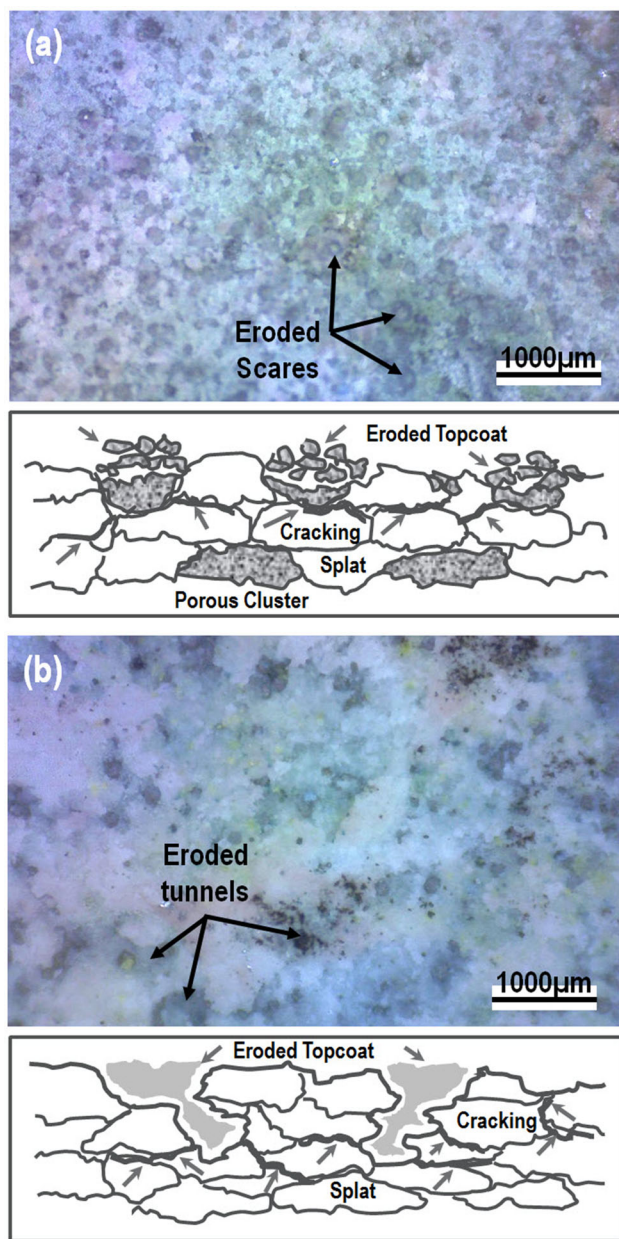 (a)
Eroded
Scares
1000µm
Eroded Topcoat
Cracking
Splat
Porous Cluster
(b)
Eroded
tunnels
1000µm
Eroded Topcoat
Cracking
Splat